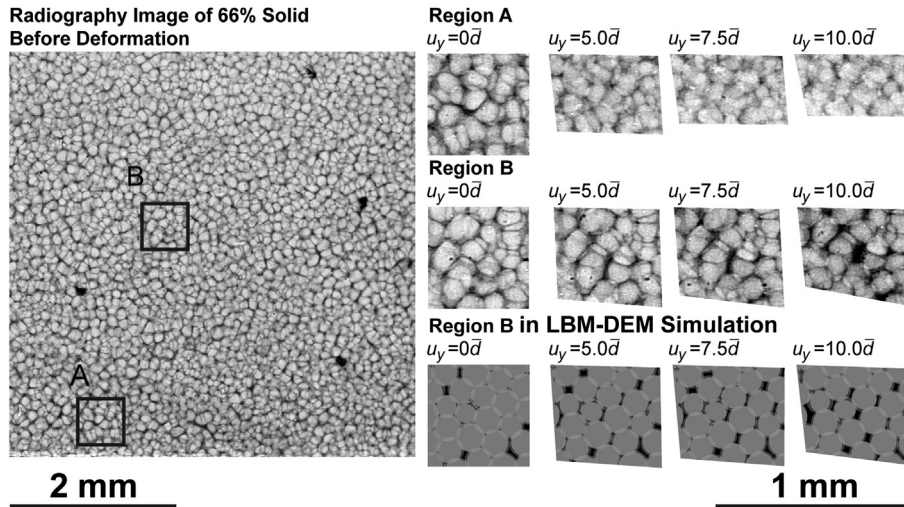 Radiography Image of 66% Solid
Before Deformation
B
A
2 mm
Region A
u_y=0d̅ u_y=5.0d̅ u_y=7.5d̅ u_y=10.0d̅
Region B
u_y=0d̅ u_y=5.0d̅ u_y=7.5d̅ u_y=10.0d̅
Region B in LBM-DEM Simulation
u_y=0d̅ u_y=5.0d̅ u_y=7.5d̅ u_y=10.0d̅
1 mm